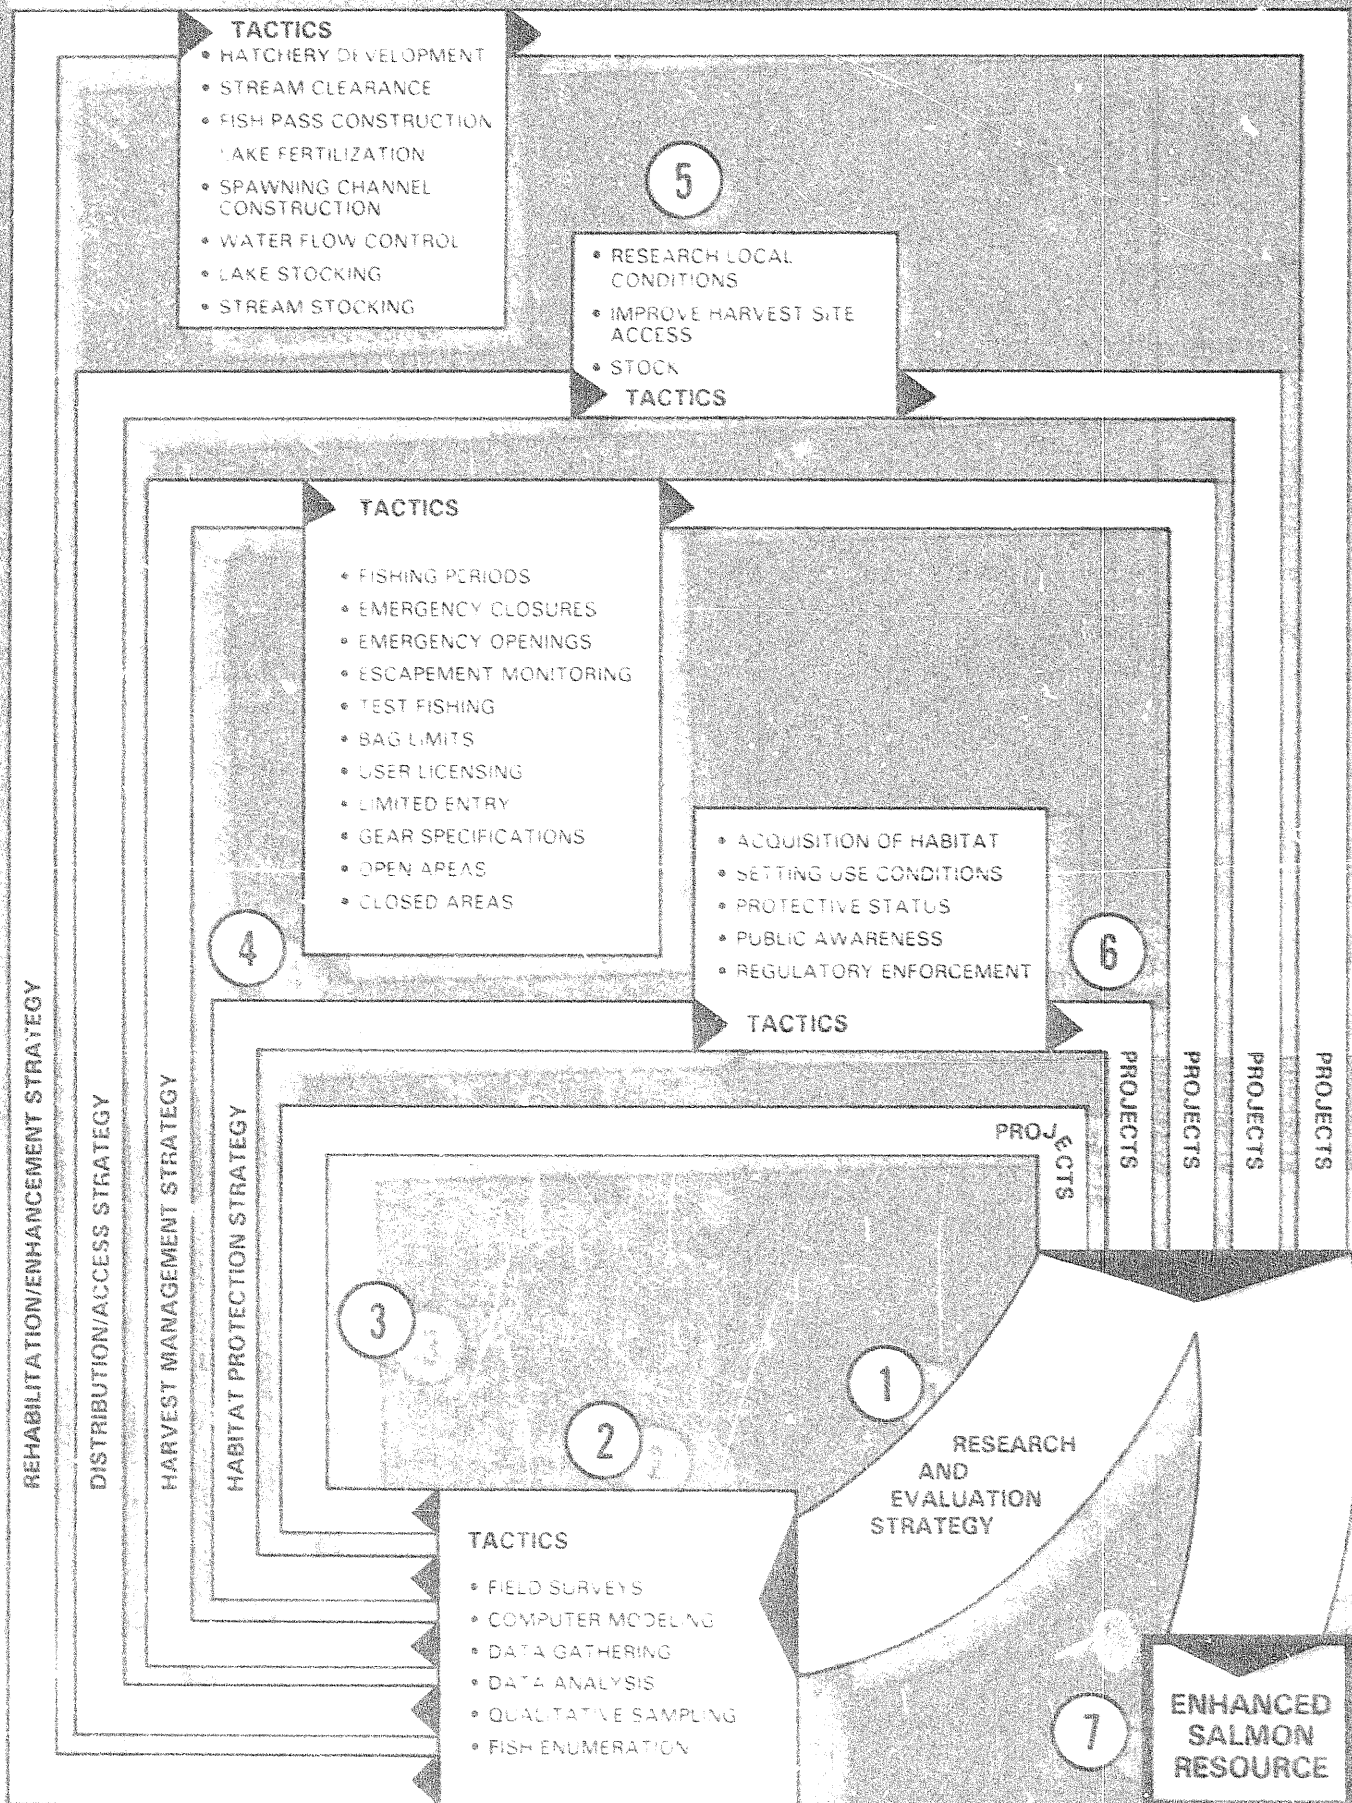 TACTICS
• HATCHERY DEVELOPMENT
• STREAM CLEARANCE
• FISH PASS CONSTRUCTION
LAKE FERTILIZATION
• SPAWNING CHANNEL
CONSTRUCTION
• WATER FLOW CONTROL
• LAKE STOCKING
• STREAM STOCKING
5
• RESEARCH LOCAL
CONDITIONS
• IMPROVE HARVEST SITE
ACCESS
• STOCK
TACTICS
TACTICS
• FISHING PERIODS
• EMERGENCY CLOSURES
• EMERGENCY OPENINGS
• ESCAPEMENT MONITORING
• TEST FISHING
• BAG LIMITS
• USER LICENSING
• LIMITED ENTRY
• GEAR SPECIFICATIONS
• OPEN AREAS
• CLOSED AREAS
4
• ACQUISITION OF HABITAT
• SETTING USE CONDITIONS
• PROTECTIVE STATUS
• PUBLIC AWARENESS
• REGULATORY ENFORCEMENT
TACTICS
6
REHABILITATION/ENHANCEMENT STRATEGY
DISTRIBUTION/ACCESS STRATEGY
HARVEST MANAGEMENT STRATEGY
HABITAT PROTECTION STRATEGY
PROJECTS
PROJECTS
PROJECTS
PROJECTS
PROJECTS
3
2
1
RESEARCH
AND
EVALUATION
STRATEGY
TACTICS
• FIELD SURVEYS
• COMPUTER MODELING
• DATA GATHERING
• DATA ANALYSIS
• QUALITATIVE SAMPLING
• FISH ENUMERATION
7
ENHANCED
SALMON
RESOURCE